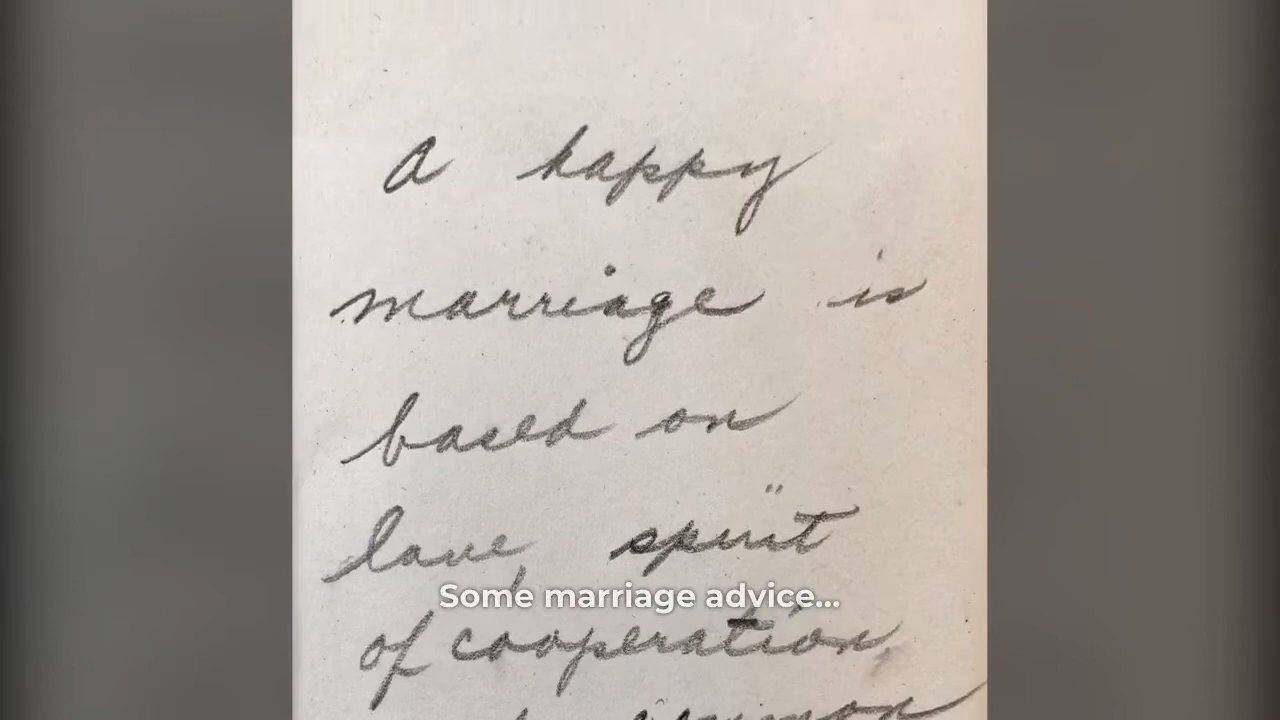 A happy
marriage is
based on
love, spirit
Some marriage advice...
of cooperation,